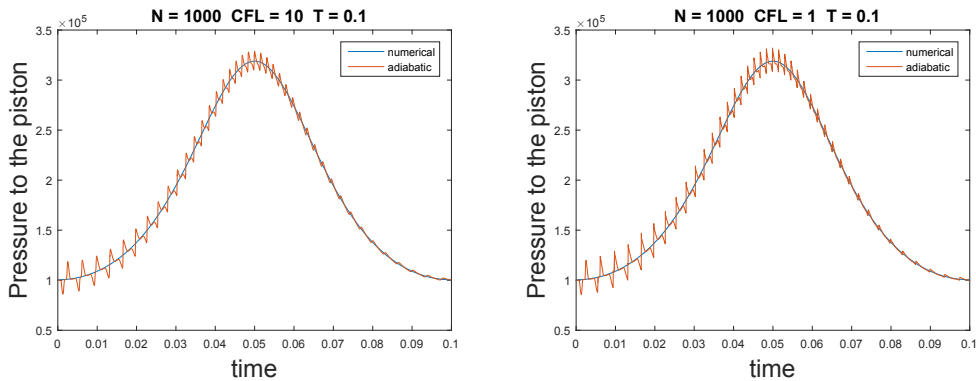 N = 1000 CFL = 10 T = 0.1
×10⁵
3.5
3
2.5
2
1.5
1
0.5
Pressure to the piston
numerical
adiabatic
0 0.01 0.02 0.03 0.04 0.05 0.06 0.07 0.08 0.09 0.1
time
N = 1000 CFL = 1 T = 0.1
×10⁵
3.5
3
2.5
2
1.5
1
0.5
Pressure to the piston
numerical
adiabatic
0 0.01 0.02 0.03 0.04 0.05 0.06 0.07 0.08 0.09 0.1
time